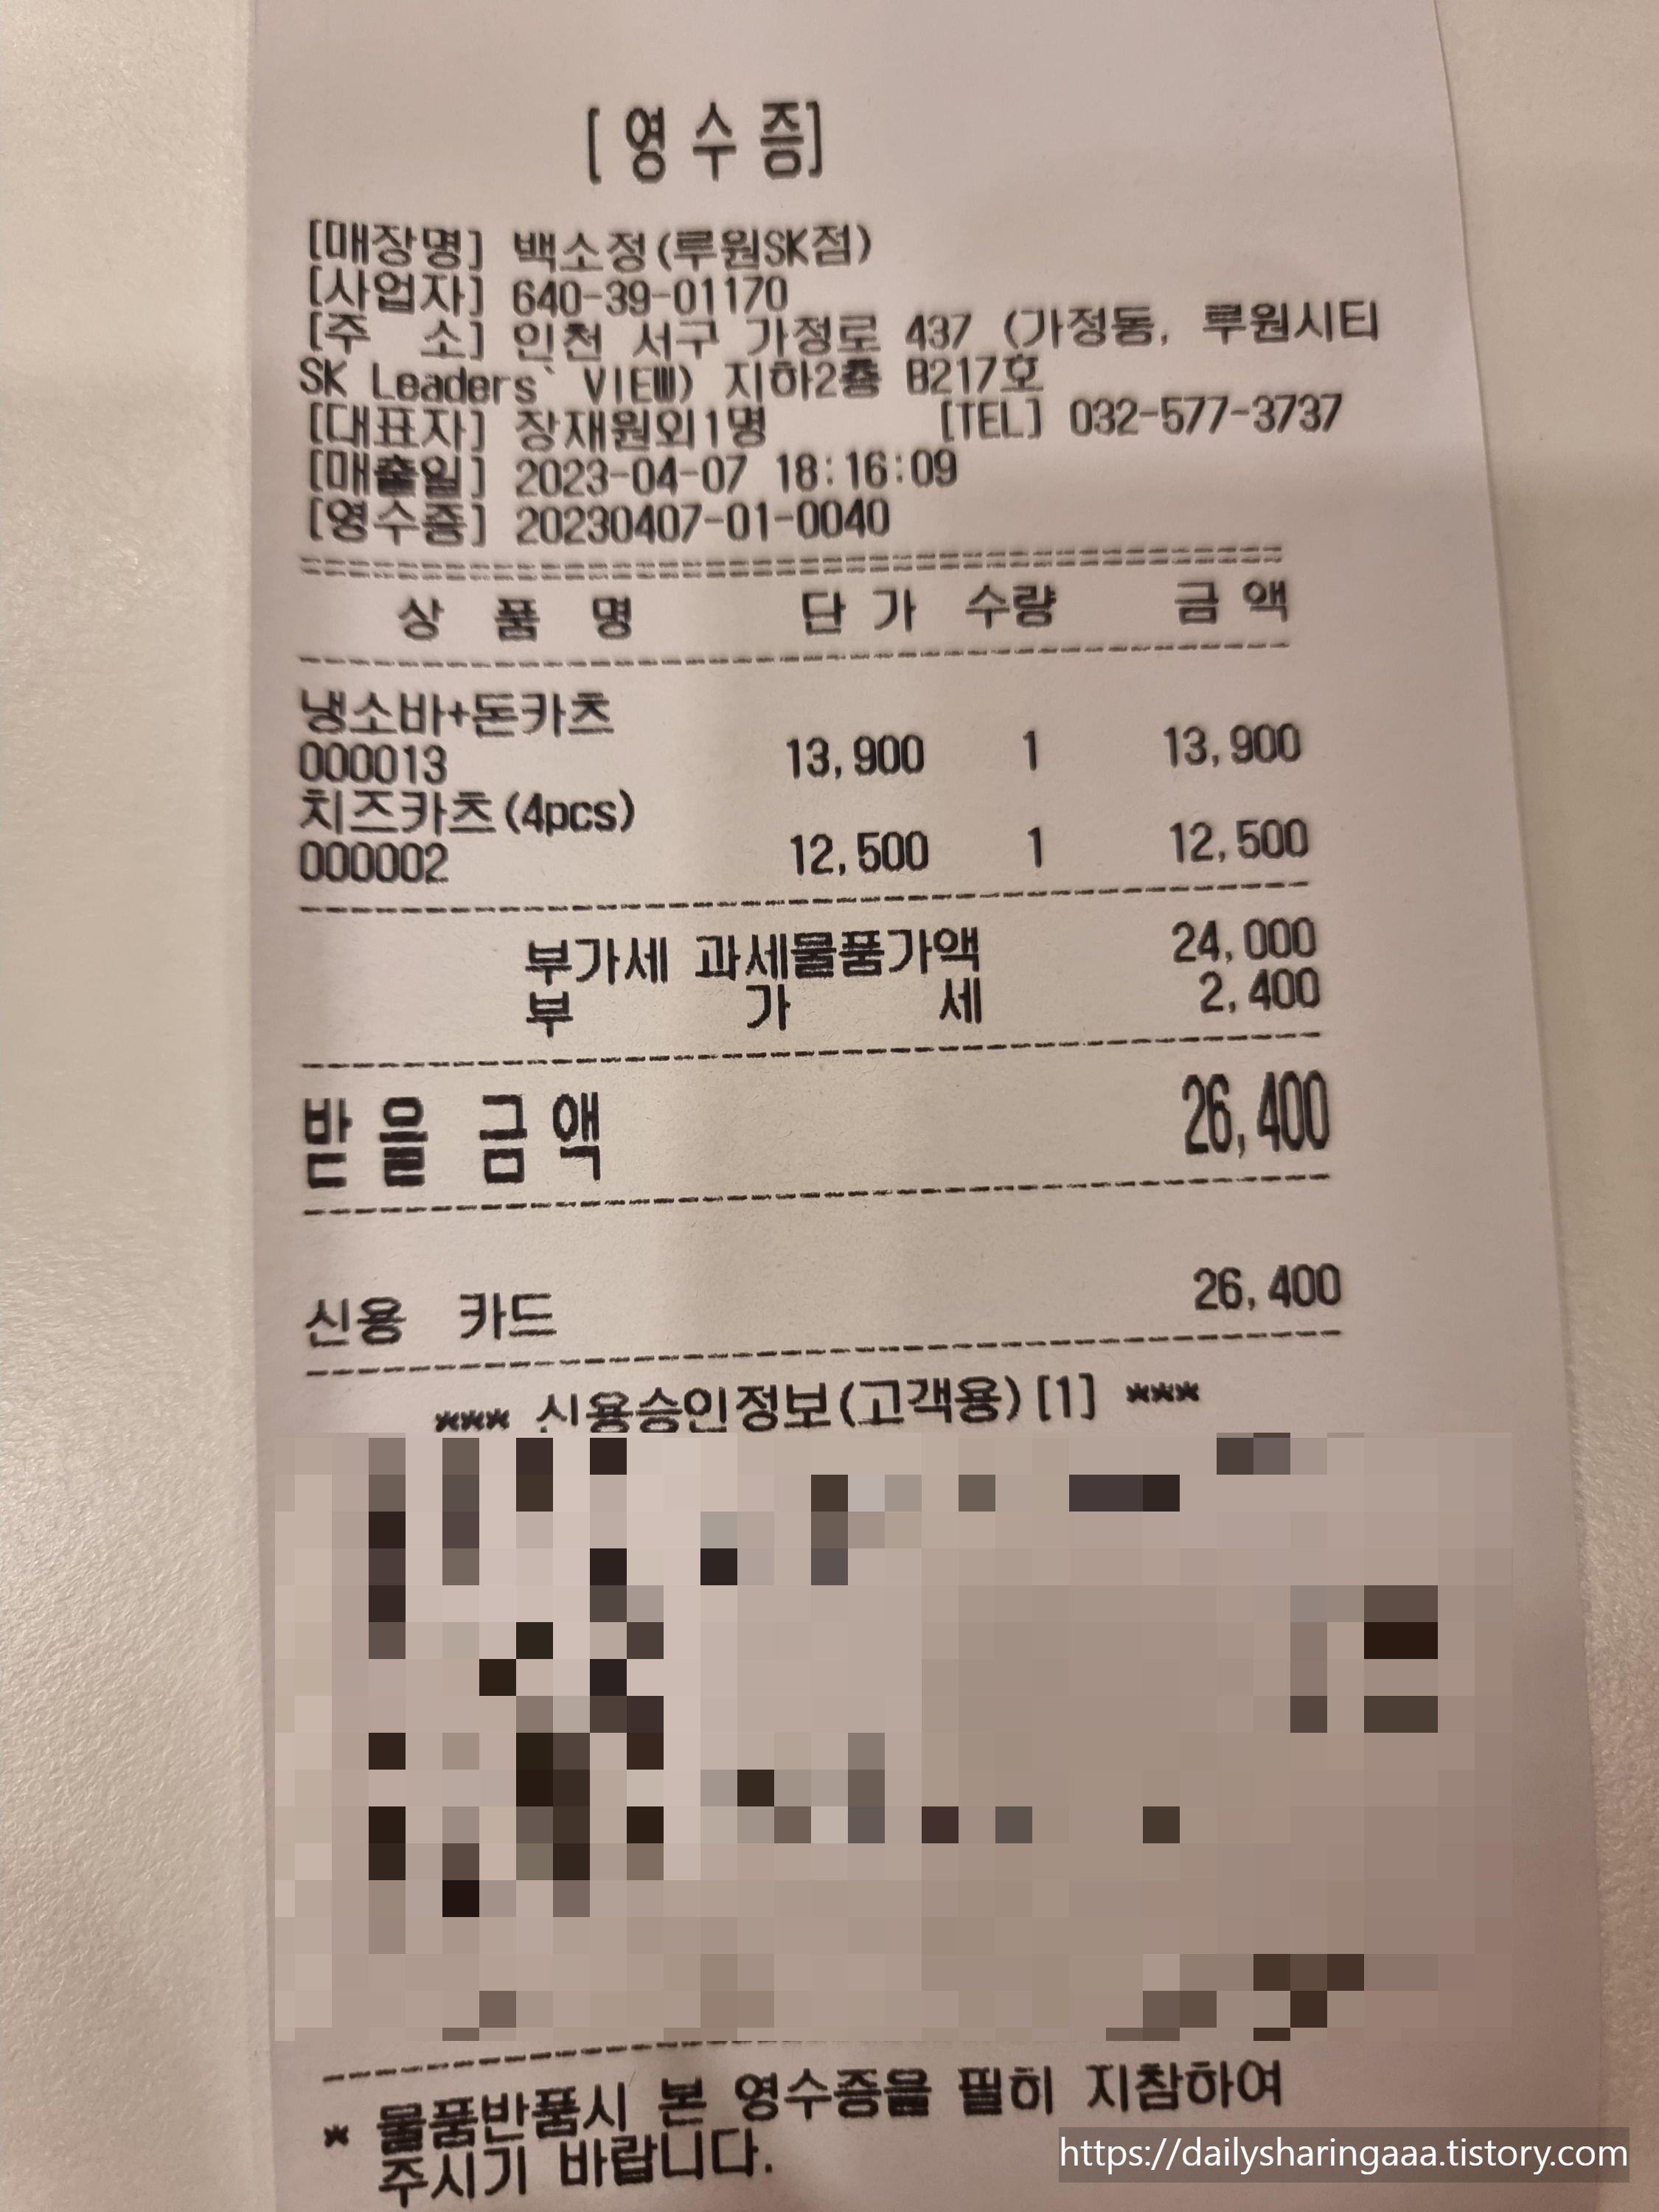 [ 영 수 증]
[매장명] 백소정(루원SK점)
[사업자] 640-39-01170
[주 소] 인천 서구 가정로 437 (가정동, 루원시티
SK Leaders` VIEW) 지하2층 B217호
[대표자] 장재원외1명 [TEL] 032-577-3737
[매출일] 2023-04-07 18:16:09
[영수증] 20230407-01-0040
상 품 명 단 가 수량 금 액
냉소바+돈카츠
000013 13,900 1 13,900
치즈카츠(4pcs)
000002 12,500 1 12,500
부가세 과세물품가액 24,000
부 가 세 2,400
받 을 금 액 26,400
신용 카드 26,400
*** 신용승인정보(고객용)[1] ***
* 물품반품시 본 영수증을 필히 지참하여
주시기 바랍니다.
https://dailysharingaaa.tistory.com